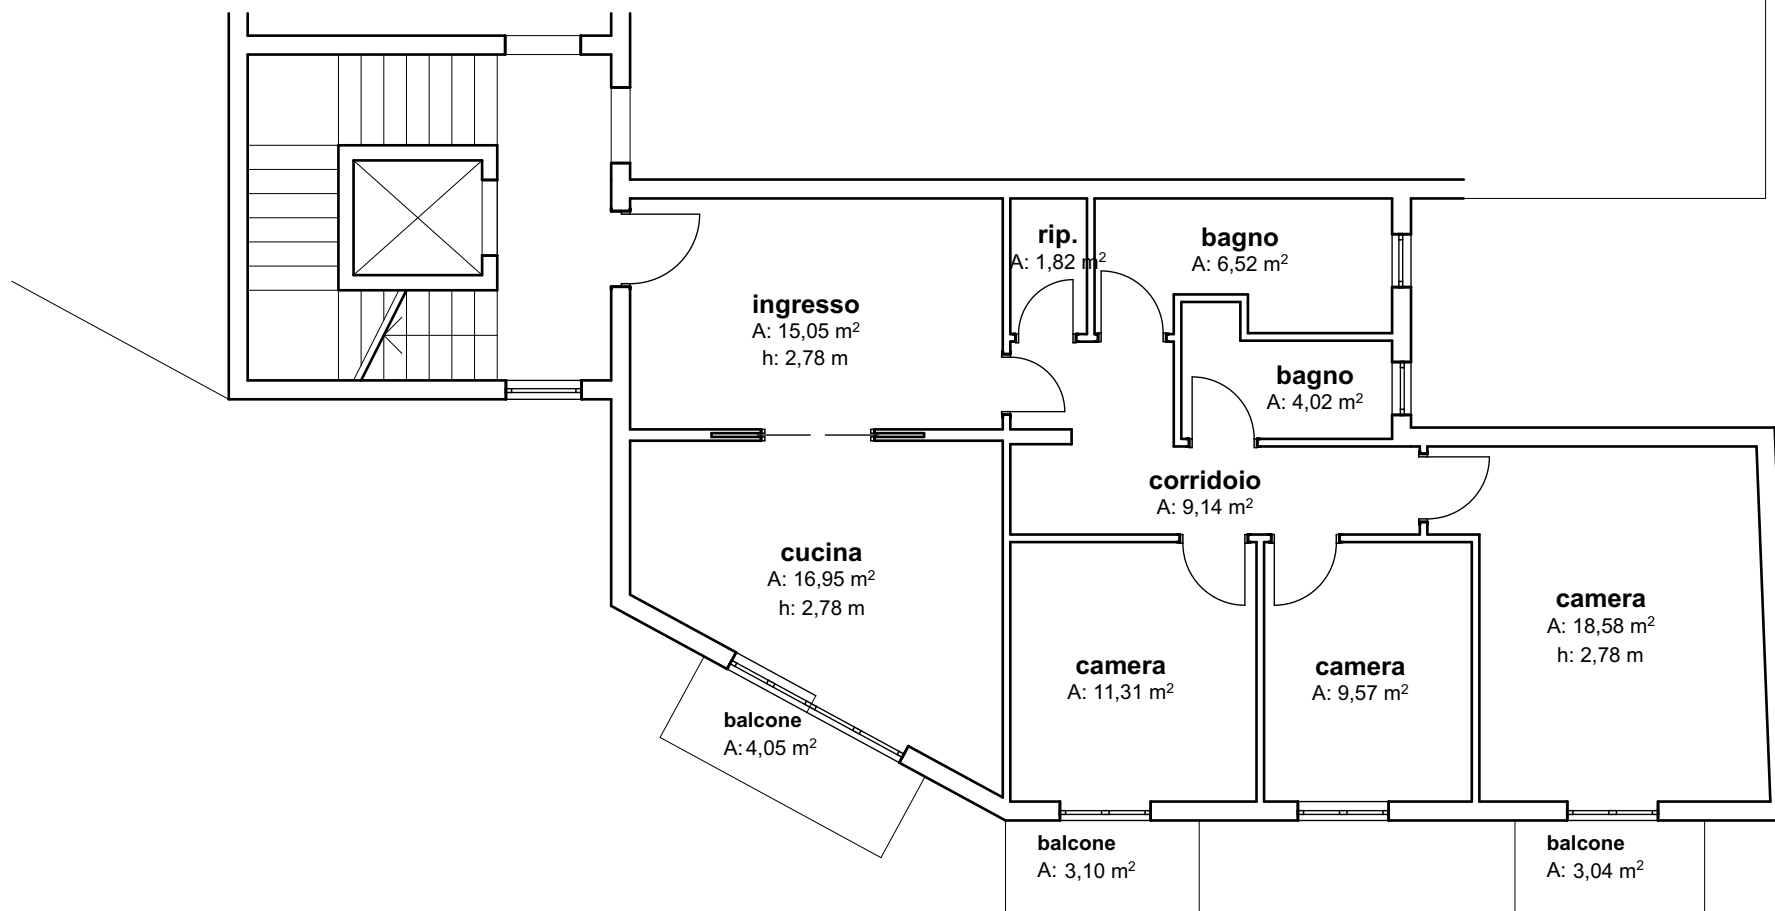 rip.
A: 1,82 m²
bagno
A: 6,52 m²
ingresso
A: 15,05 m²
h: 2,78 m
bagno
A: 4,02 m²
corridoio
A: 9,14 m²
cucina
A: 16,95 m²
h: 2,78 m
camera
A: 18,58 m²
h: 2,78 m
camera
A: 11,31 m²
camera
A: 9,57 m²
balcone
A: 4,05 m²
balcone
A: 3,10 m²
balcone
A: 3,04 m²